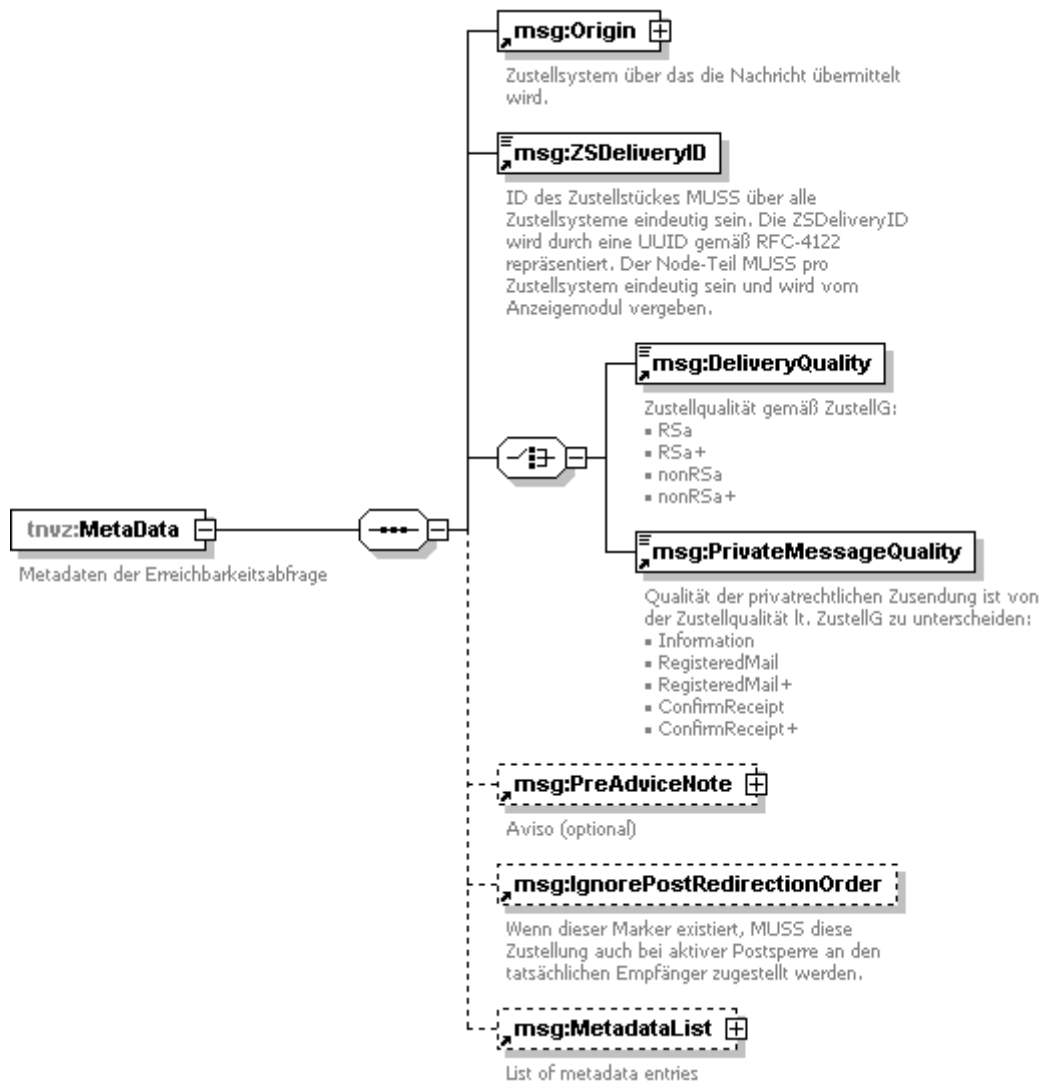 msg:Origin
Zustellsystem über das die Nachricht übermittelt
wird.
msg:ZSDeliveryID
ID des Zustellstückes MUSS über alle
Zustellsysteme eindeutig sein. Die ZSDeliveryID
wird durch eine UUID gemäß RFC-4122
repräsentiert. Der Node-Teil MUSS pro
Zustellsystem eindeutig sein und wird vom
Anzeigemodul vergeben.
msg:DeliveryQuality
Zustellqualität gemäß ZustellG:
▪ RSa
▪ RSa+
▪ nonRSa
▪ nonRSa+
tnvz:MetaData
Metadaten der Erreichbarkeitsabfrage
msg:PrivateMessageQuality
Qualität der privatrechtlichen Zusendung ist von
der Zustellqualität lt. ZustellG zu unterscheiden:
▪ Information
▪ RegisteredMail
▪ RegisteredMail+
▪ ConfirmReceipt
▪ ConfirmReceipt+
msg:PreAdviceNote
Aviso (optional)
msg:IgnorePostRedirectionOrder
Wenn dieser Marker existiert, MUSS diese
Zustellung auch bei aktiver Postsperre an den
tatsächlichen Empfänger zugestellt werden.
msg:MetadataList
List of metadata entries